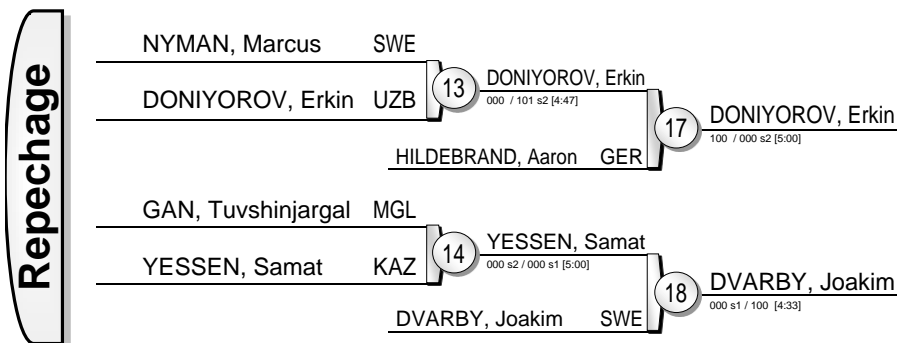 Repechage
NYMAN, Marcus SWE
DONIYOROV, Erkin UZB
13
DONIYOROV, Erkin
000 / 101 s2 [4:47]
HILDEBRAND, Aaron GER
17
DONIYOROV, Erkin
100 / 000 s2 [5:00]
GAN, Tuvshinjargal MGL
YESSEN, Samat KAZ
14
YESSEN, Samat
000 s2 / 000 s1 [5:00]
DVARBY, Joakim SWE
18
DVARBY, Joakim
000 s1 / 100 [4:33]